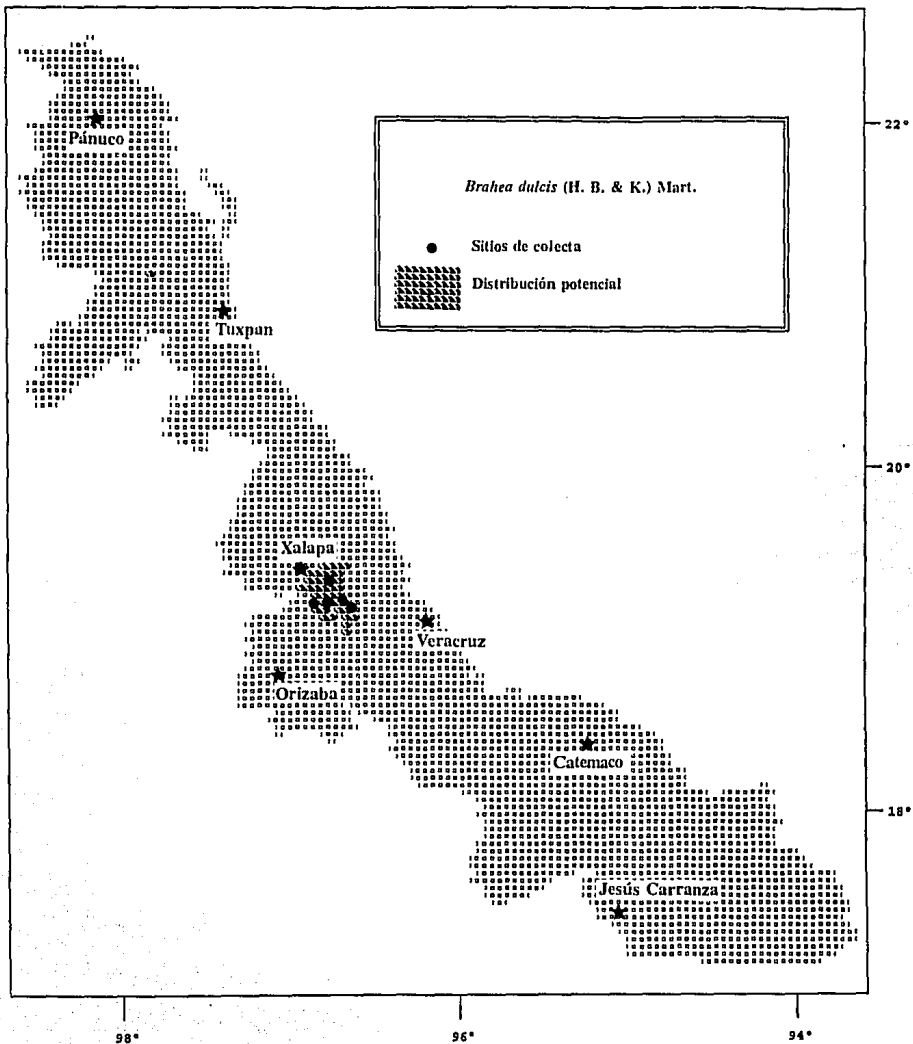 22°
Pánuco
Brahea dulcis (H. B. & K.) Mart.
Sitios de colecta
Distribución potencial
Tuxpan
20°
Xalapa
Veracruz
Orizaba
Catemaco
18°
Jesús Carranza
98°
96°
94°